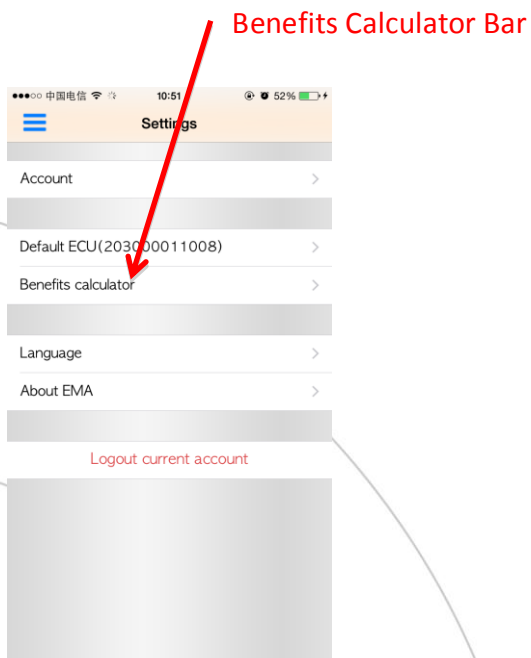 Benefits Calculator Bar
中国电信 10:51 52%
Settings
Account
Default ECU(203000011008)
Benefits calculator
Language
About EMA
Logout current account